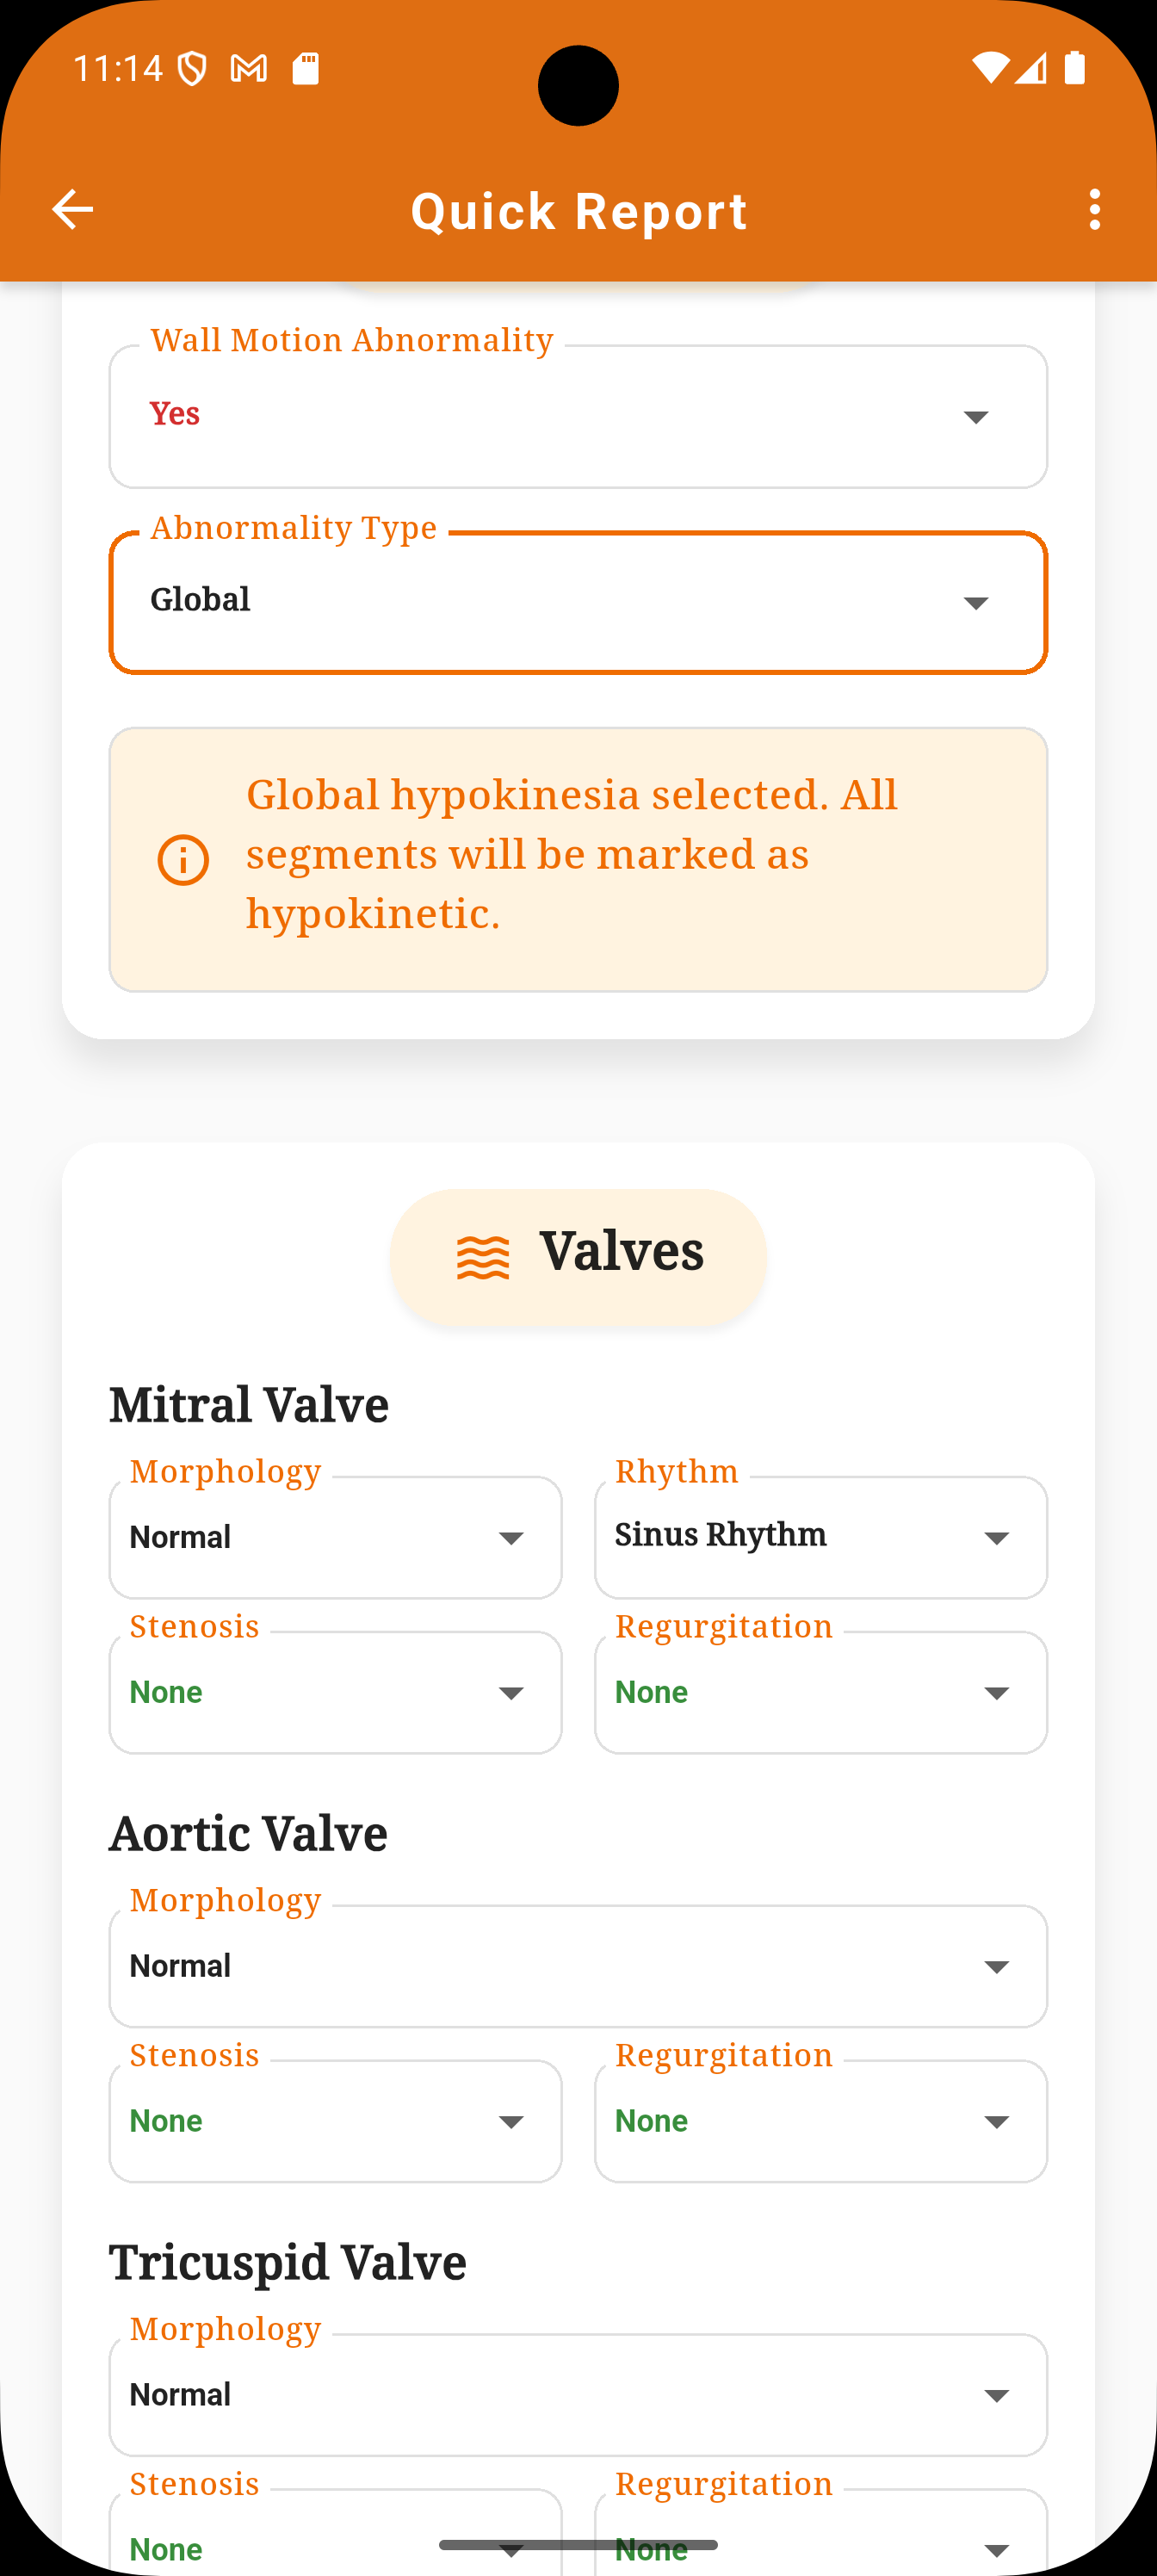 11:14
Quick Report
Wall Motion Abnormality
Yes
Abnormality Type
Global
Global hypokinesia selected. All
segments will be marked as
hypokinetic.
Valves
Mitral Valve
Morphology
Normal
Rhythm
Sinus Rhythm
Stenosis
None
Regurgitation
None
Aortic Valve
Morphology
Normal
Stenosis
None
Regurgitation
None
Tricuspid Valve
Morphology
Normal
Stenosis
None
Regurgitation
None